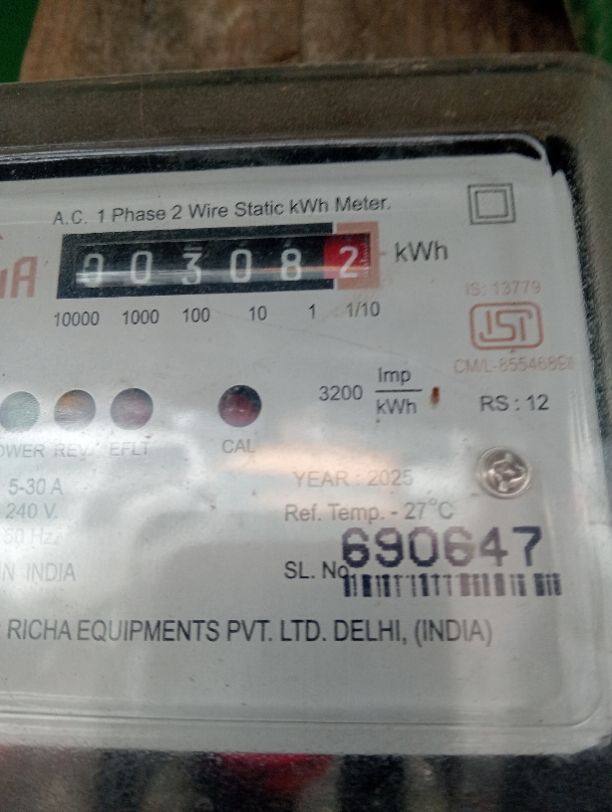 A.C. 1 Phase 2 Wire Static kWh Meter.
0 0 3 0 8 2 kWh
10000 1000 100 10 1 1/10
IS: 13779
ISI
3200 Imp/kWh
RS : 12
REV EFLT CAL
5-30 A
YEAR : 2025
240 V.
Ref. Temp. - 27°C
IN INDIA
SL. No. 690647
RICHA EQUIPMENTS PVT. LTD. DELHI, (INDIA)